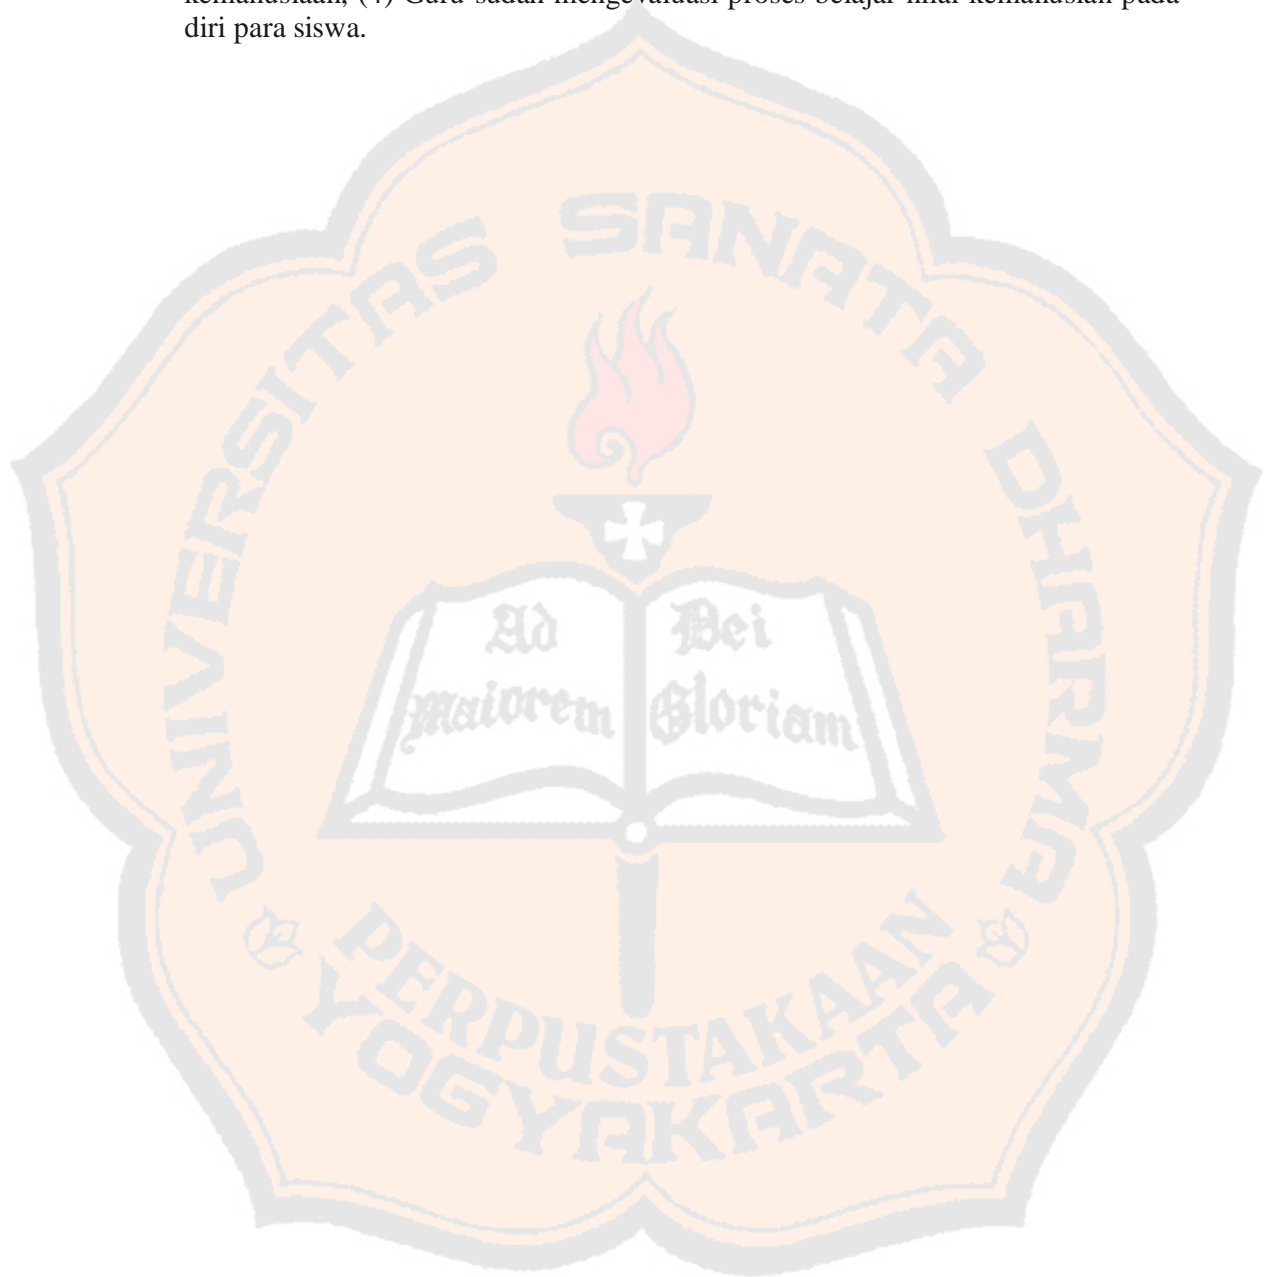 kemanusiaan, (4) Guru sudah mengevaluasi proses belajar nilai kemanusian pada
diri para siswa.
UNIVERSITAS SANATA DHARMA
Ad Dei
Maiorem Gloriam
PERPUSTAKAAN
YOGYAKARTA